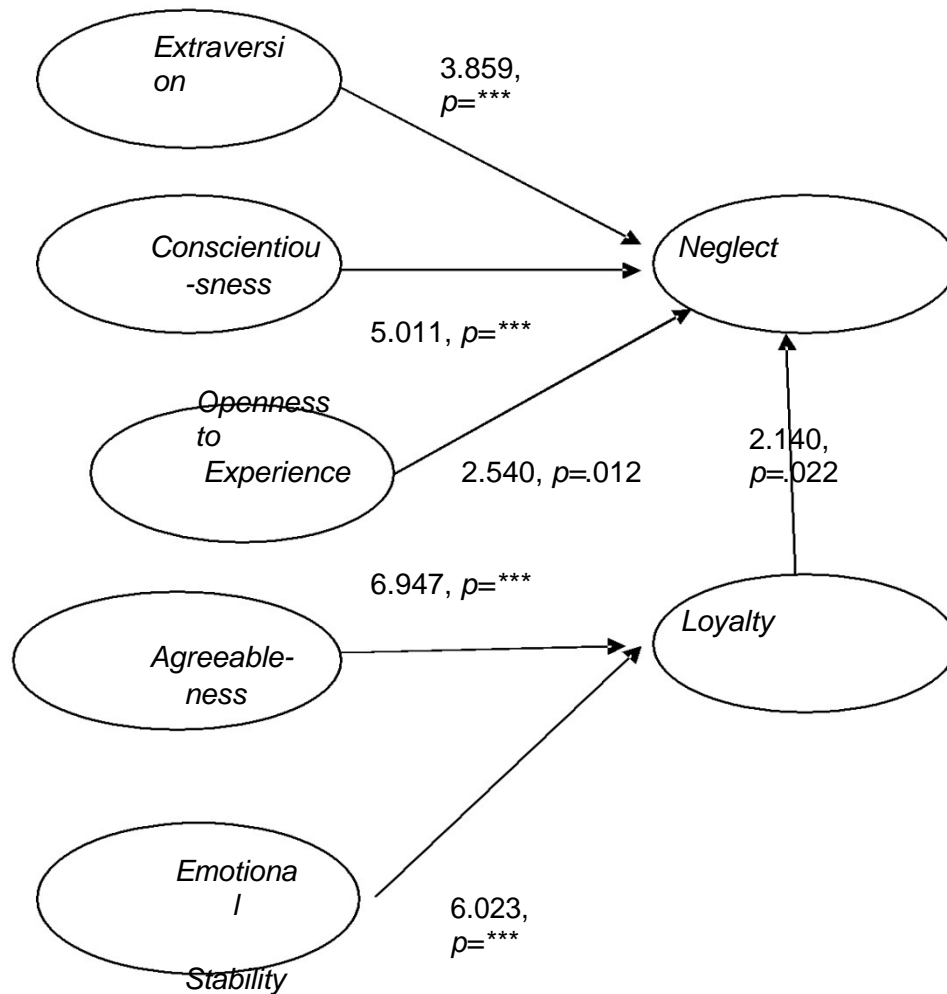 Extraversi
on
3.859,
p=***
Conscientiou
-sness
Neglect
5.011, p=***
Openness
to
Experience
2.540, p=.012
2.140,
p=.022
6.947, p=***
Agreeable-
ness
Loyalty
Emotiona
l
Stability
6.023,
p=***